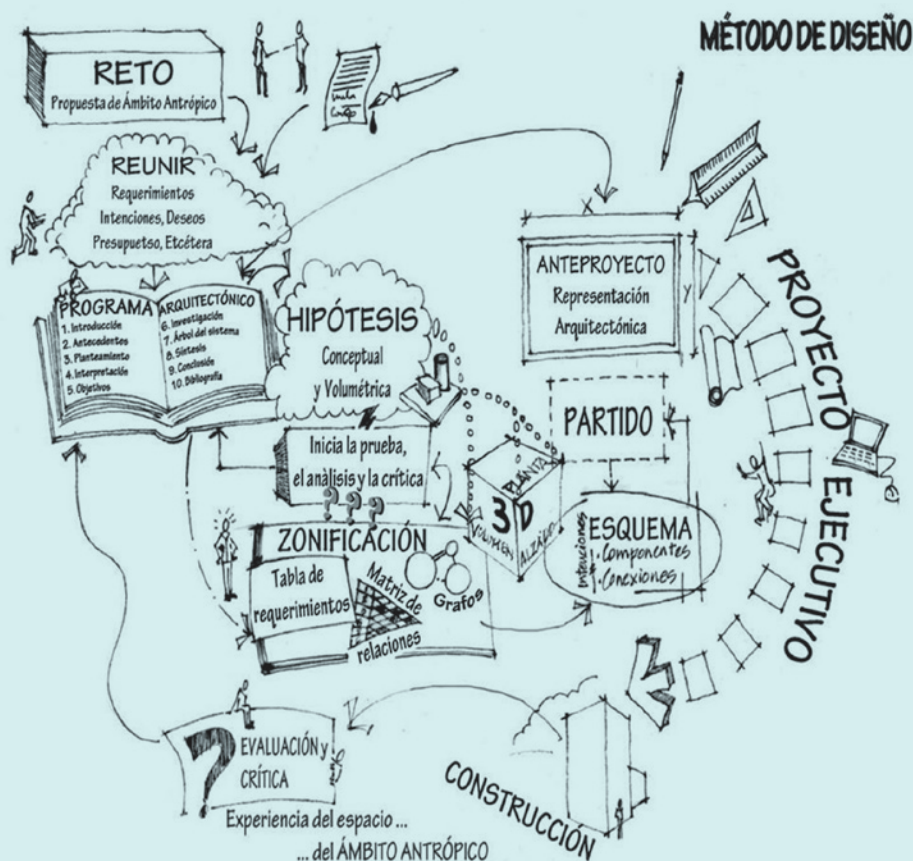 MÉTODO DE DISEÑO
RETO
Propuesta de Ámbito Antrópico
REUNIR
Requerimientos
Intenciones, Deseos
Presupuetso, Etcétera
PROGRAMA
1. Introducción
2. Antecedentes
3. Planteamiento
4. Interpretación
5. Objetivos
ARQUITECTÓNICO
6. Investigación
7. Árbol del sistema
8. Síntesis
9. Conclusión
10. Bibliografía
HIPÓTESIS
Conceptual
y Volumétrica
Inicia la prueba,
el anàlisis y la crítica
???
ZONIFICACIÓN
Tabla de
requerimientos
Matriz de
relaciones
Grafos
PLANTA
3D
VOLUMEN
ALZADO
X
Y
ANTEPROYECTO
Representación
Arquitectónica
PARTIDO
ESQUEMA
Intenciones
. Componentes
. Conexiones
PROYECTO EJECUTIVO
CONSTRUCCIÓN
?
EVALUACIÓN y
CRÍTICA
Experiencia del espacio ...
... del ÁMBITO ANTRÓPICO